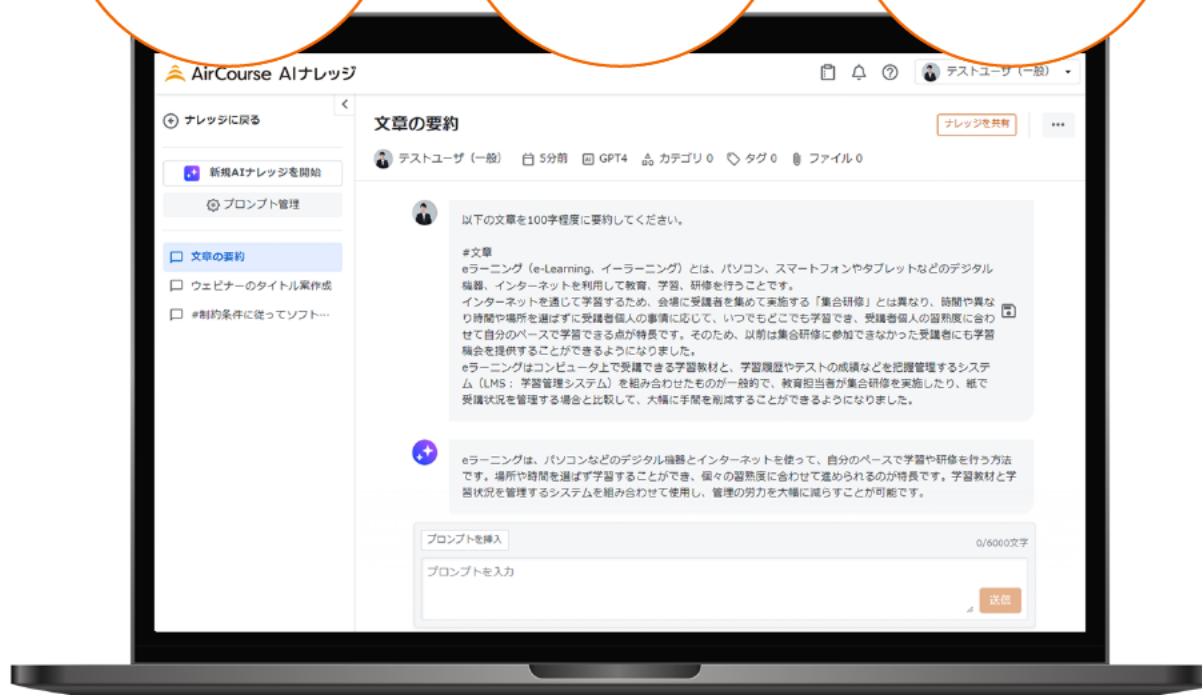 AirCourse AIナレッジ
テストユーザ（一般）
ナレッジに戻る
新規AIナレッジを開始
プロンプト管理
文章の要約
ウェビナーのタイトル案作成
#制約条件に従ってソフト…
文章の要約
ナレッジを共有
テストユーザ（一般） 5分前 GPT4 カテゴリ 0 タグ 0 ファイル 0
以下の文章を100字程度に要約してください。
#文章
eラーニング（e-Learning、イーラーニング）とは、パソコン、スマートフォンやタブレットなどのデジタル
機器、インターネットを利用して教育、学習、研修を行うことです。
インターネットを通じて学習するため、会場に受講者を集めて実施する「集合研修」とは異なり、時間や異な
り時間や場所を選ばずに受講者個人の事情に応じて、いつでもどこでも学習でき、受講者個人の習熟度に合わ
せて自分のペースで学習できる点が特長です。そのため、以前は集合研修に参加できなかった受講者にも学習
機会を提供することができるようになりました。
eラーニングはコンピュータ上で受講できる学習教材と、学習履歴やテストの成績などを把握管理するシステ
ム（LMS： 学習管理システム）を組み合わせたものが一般的で、教育担当者が集合研修を実施したり、紙で
受講状況を管理する場合と比較して、大幅に手間を削減することができるようになりました。
eラーニングは、パソコンなどのデジタル機器とインターネットを使って、自分のペースで学習や研修を行う方法
です。場所や時間を選ばず学習することができ、個々の習熟度に合わせて進められるのが特長です。学習教材と学
習状況を管理するシステムを組み合わせて使用し、管理の労力を大幅に減らすことが可能です。
プロンプトを挿入
0/6000文字
プロンプトを入力
送信